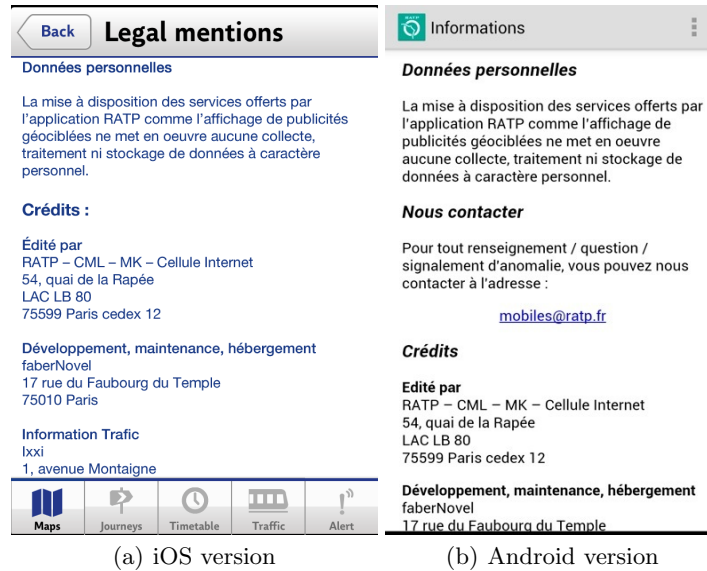 Back
Legal mentions
Données personnelles
La mise à disposition des services offerts par
l'application RATP comme l'affichage de publicités
géociblées ne met en oeuvre aucune collecte,
traitement ni stockage de données à caractère
personnel.
Crédits :
Édité par
RATP – CML – MK – Cellule Internet
54, quai de la Rapée
LAC LB 80
75599 Paris cedex 12
Développement, maintenance, hébergement
faberNovel
17 rue du Faubourg du Temple
75010 Paris
Information Trafic
Ixxi
1, avenue Montaigne
Maps
Journeys
Timetable
Traffic
Alert
(a) iOS version
RATP
Informations
Données personnelles
La mise à disposition des services offerts par
l'application RATP comme l'affichage de
publicités géociblées ne met en oeuvre
aucune collecte, traitement ni stockage de
données à caractère personnel.
Nous contacter
Pour tout renseignement / question /
signalement d'anomalie, vous pouvez nous
contacter à l'adresse :
mobiles@ratp.fr
Crédits
Edité par
RATP – CML – MK – Cellule Internet
54, quai de la Rapée
LAC LB 80
75599 Paris cedex 12
Développement, maintenance, hébergement
faberNovel
17 rue du Faubourg du Temple
(b) Android version